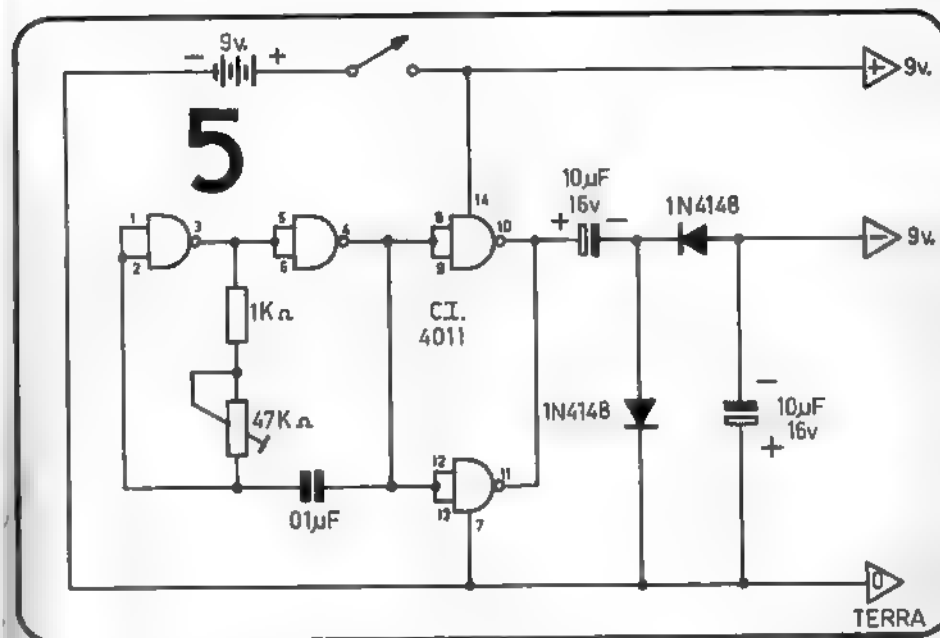 − 9v. +
+ 9v.
5
10µF
16v
+ −
1N4148
− 9v.
14
1
2
3
5
6
4
8
9
10
C.I.
4011
1KΩ
47KΩ
01µF
12
13
11
7
1N4148
−
10µF
16v
+
0
TERRA